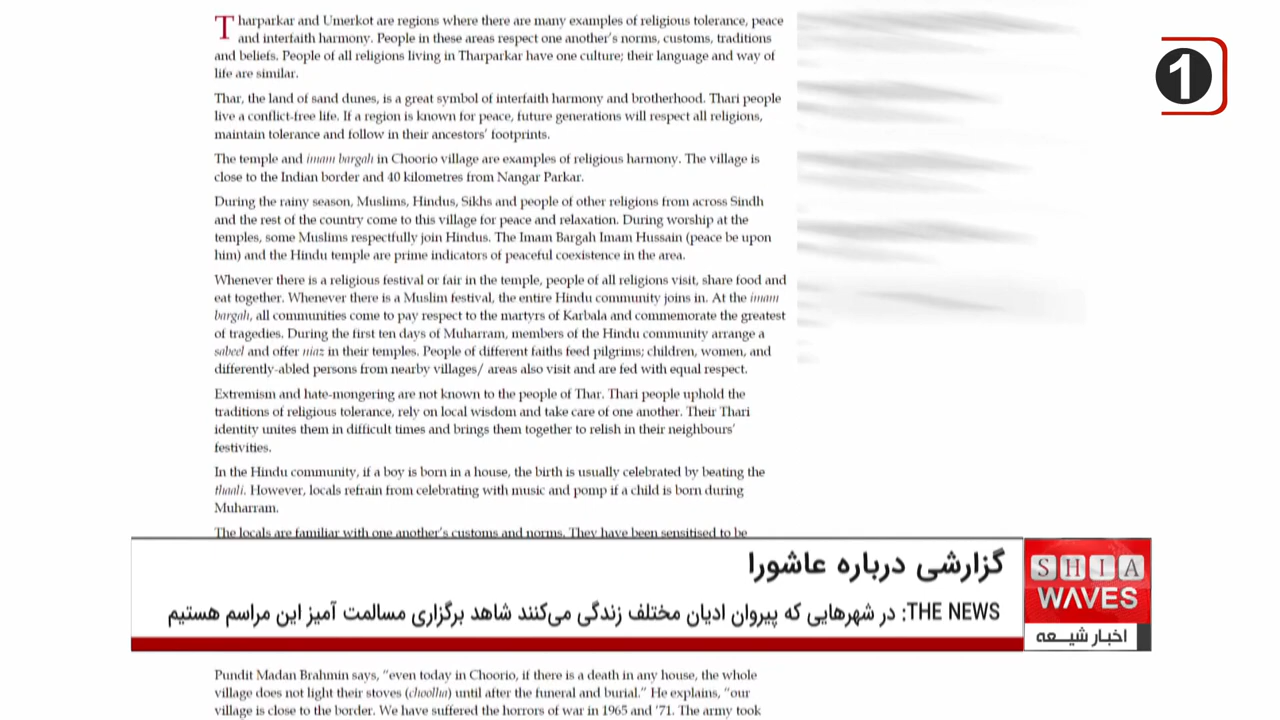 Tharparkar and Umerkot are regions where there are many examples of religious tolerance, peace
and interfaith harmony. People in these areas respect one another's norms, customs, traditions
and beliefs. People of all religions living in Tharparkar have one culture; their language and way of
life are similar.
Thar, the land of sand dunes, is a great symbol of interfaith harmony and brotherhood. Thari people
live a conflict-free life. If a region is known for peace, future generations will respect all religions,
maintain tolerance and follow in their ancestors' footprints.
The temple and imam bargah in Choorio village are examples of religious harmony. The village is
close to the Indian border and 40 kilometres from Nangar Parkar.
During the rainy season, Muslims, Hindus, Sikhs and people of other religions from across Sindh
and the rest of the country come to this village for peace and relaxation. During worship at the
temples, some Muslims respectfully join Hindus. The Imam Bargah Imam Hussain (peace be upon
him) and the Hindu temple are prime indicators of peaceful coexistence in the area.
Whenever there is a religious festival or fair in the temple, people of all religions visit, share food and
eat together. Whenever there is a Muslim festival, the entire Hindu community joins in. At the imam
bargah, all communities come to pay respect to the martyrs of Karbala and commemorate the greatest
of tragedies. During the first ten days of Muharram, members of the Hindu community arrange a
sabeel and offer niaz in their temples. People of different faiths feed pilgrims; children, women, and
differently-abled persons from nearby villages/ areas also visit and are fed with equal respect.
Extremism and hate-mongering are not known to the people of Thar. Thari people uphold the
traditions of religious tolerance, rely on local wisdom and take care of one another. Their Thari
identity unites them in difficult times and brings them together to relish in their neighbours'
festivities.
In the Hindu community, if a boy is born in a house, the birth is usually celebrated by beating the
thaali. However, locals refrain from celebrating with music and pomp if a child is born during
Muharram.
The locals are familiar with one another's customs and norms. They have been sensitised to be
گزارشی درباره عاشورا
THE NEWS: در شهرهایی که پیروان ادیان مختلف زندگی می‌کنند شاهد برگزاری مسالمت آمیز این مراسم هستیم
SHIA
WAVES
اخبار شیعه
1
Pundit Madan Brahmin says, "even today in Choorio, if there is a death in any house, the whole
village does not light their stoves (choolha) until after the funeral and burial." He explains, "our
village is close to the border. We have suffered the horrors of war in 1965 and '71. The army took